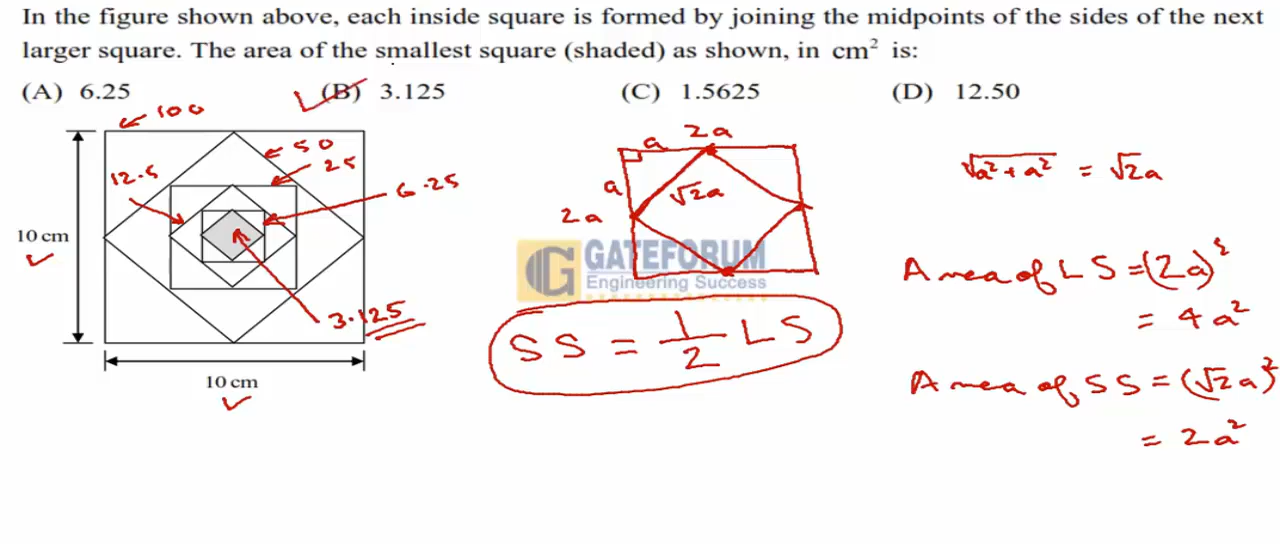 In the figure shown above, each inside square is formed by joining the midpoints of the sides of the next
larger square. The area of the smallest square (shaded) as shown, in cm² is:
(A) 6.25 (B) 3.125 (C) 1.5625 (D) 12.50
100
50
25
12.5
6.25
10 cm
3.125
10 cm
2a
a
a
√2a
2a
GATEFORUM
Engineering Success
SS = 1/2 LS
√a²+a² = √2a
Area of LS = (2a)²
= 4a²
Area of SS = (√2a)²
= 2a²